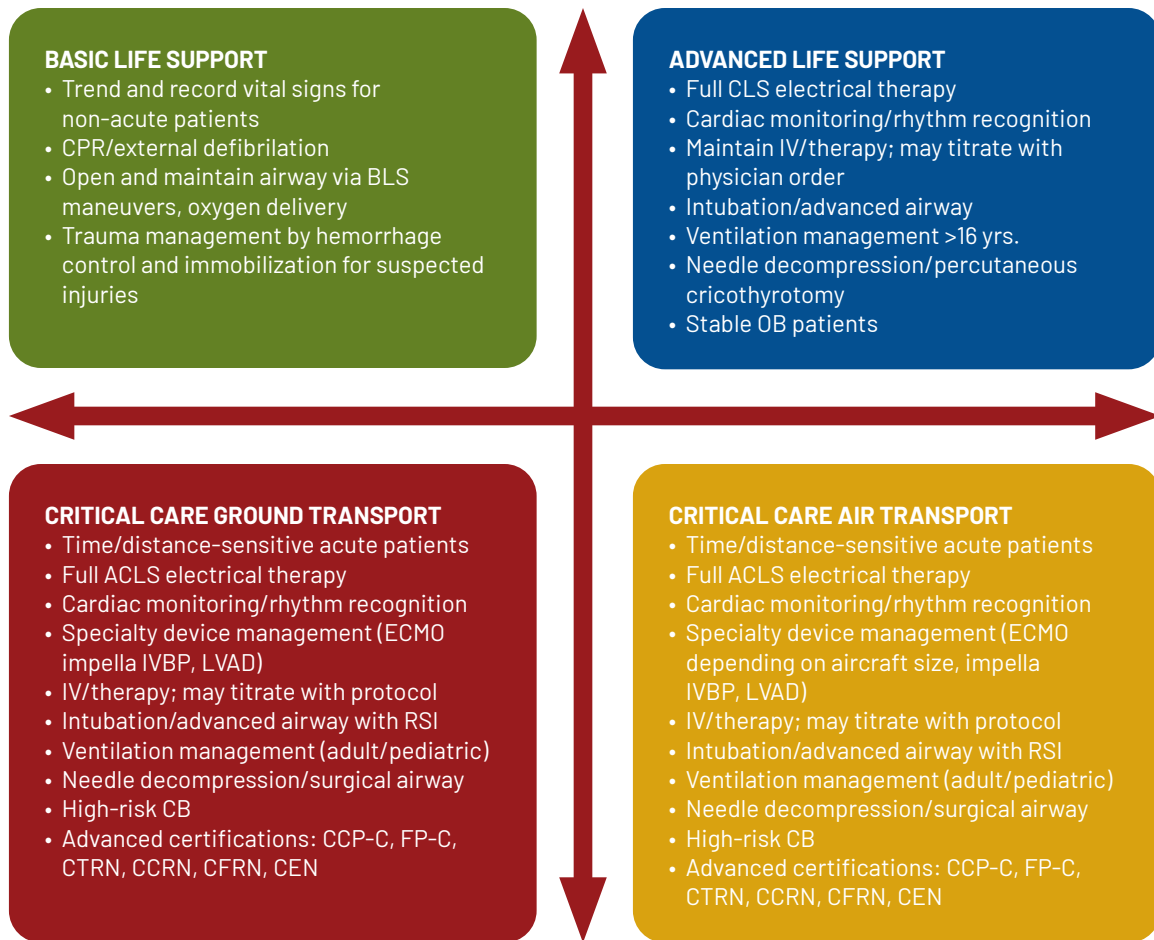 BASIC LIFE SUPPORT
• Trend and record vital signs for
non-acute patients
• CPR/external defibrilation
• Open and maintain airway via BLS
maneuvers, oxygen delivery
• Trauma management by hemorrhage
control and immobilization for suspected
injuries
ADVANCED LIFE SUPPORT
• Full CLS electrical therapy
• Cardiac monitoring/rhythm recognition
• Maintain IV/therapy; may titrate with
physician order
• Intubation/advanced airway
• Ventilation management >16 yrs.
• Needle decompression/percutaneous
cricothyrotomy
• Stable OB patients
CRITICAL CARE GROUND TRANSPORT
• Time/distance-sensitive acute patients
• Full ACLS electrical therapy
• Cardiac monitoring/rhythm recognition
• Specialty device management (ECMO
impella IVBP, LVAD)
• IV/therapy; may titrate with protocol
• Intubation/advanced airway with RSI
• Ventilation management (adult/pediatric)
• Needle decompression/surgical airway
• High-risk CB
• Advanced certifications: CCP-C, FP-C,
CTRN, CCRN, CFRN, CEN
CRITICAL CARE AIR TRANSPORT
• Time/distance-sensitive acute patients
• Full ACLS electrical therapy
• Cardiac monitoring/rhythm recognition
• Specialty device management (ECMO
depending on aircraft size, impella
IVBP, LVAD)
• IV/therapy; may titrate with protocol
• Intubation/advanced airway with RSI
• Ventilation management (adult/pediatric)
• Needle decompression/surgical airway
• High-risk CB
• Advanced certifications: CCP-C, FP-C,
CTRN, CCRN, CFRN, CEN